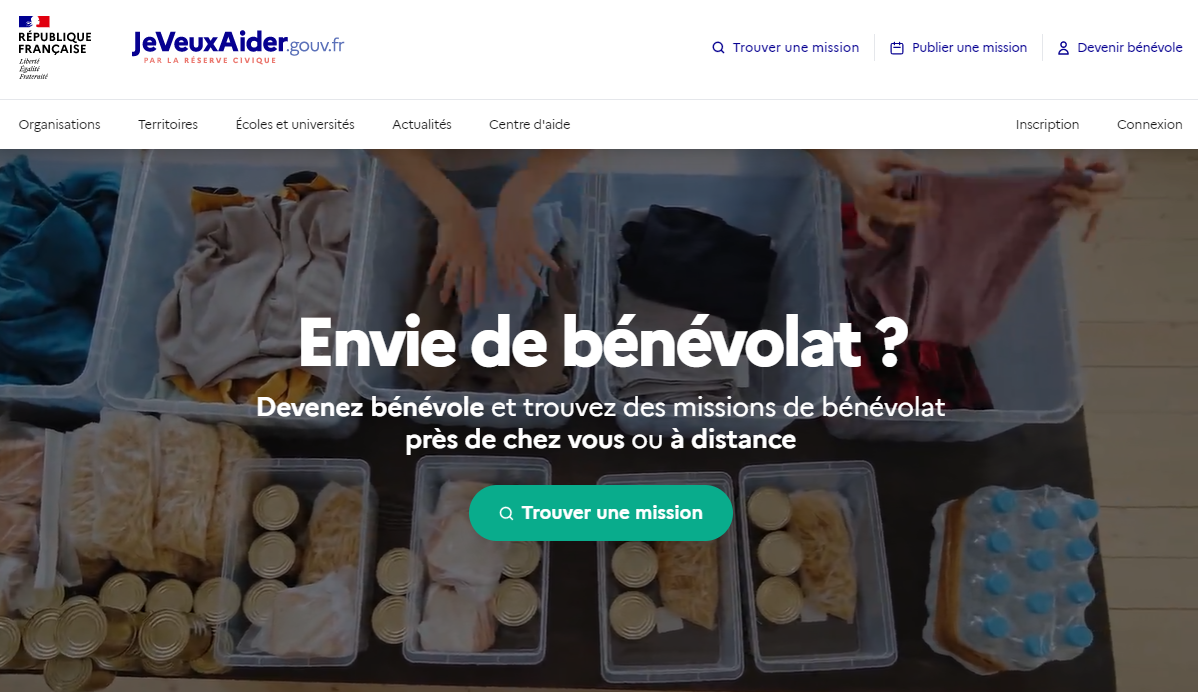 RÉPUBLIQUE
FRANÇAISE
Liberté
Égalité
Fraternité
JeVeuxAider.gouv.fr
PAR LA RÉSERVE CIVIQUE
Trouver une mission
Publier une mission
Devenir bénévole
Organisations
Territoires
Écoles et universités
Actualités
Centre d'aide
Inscription
Connexion
Envie de bénévolat ?
Devenez bénévole et trouvez des missions de bénévolat
près de chez vous ou à distance
Trouver une mission